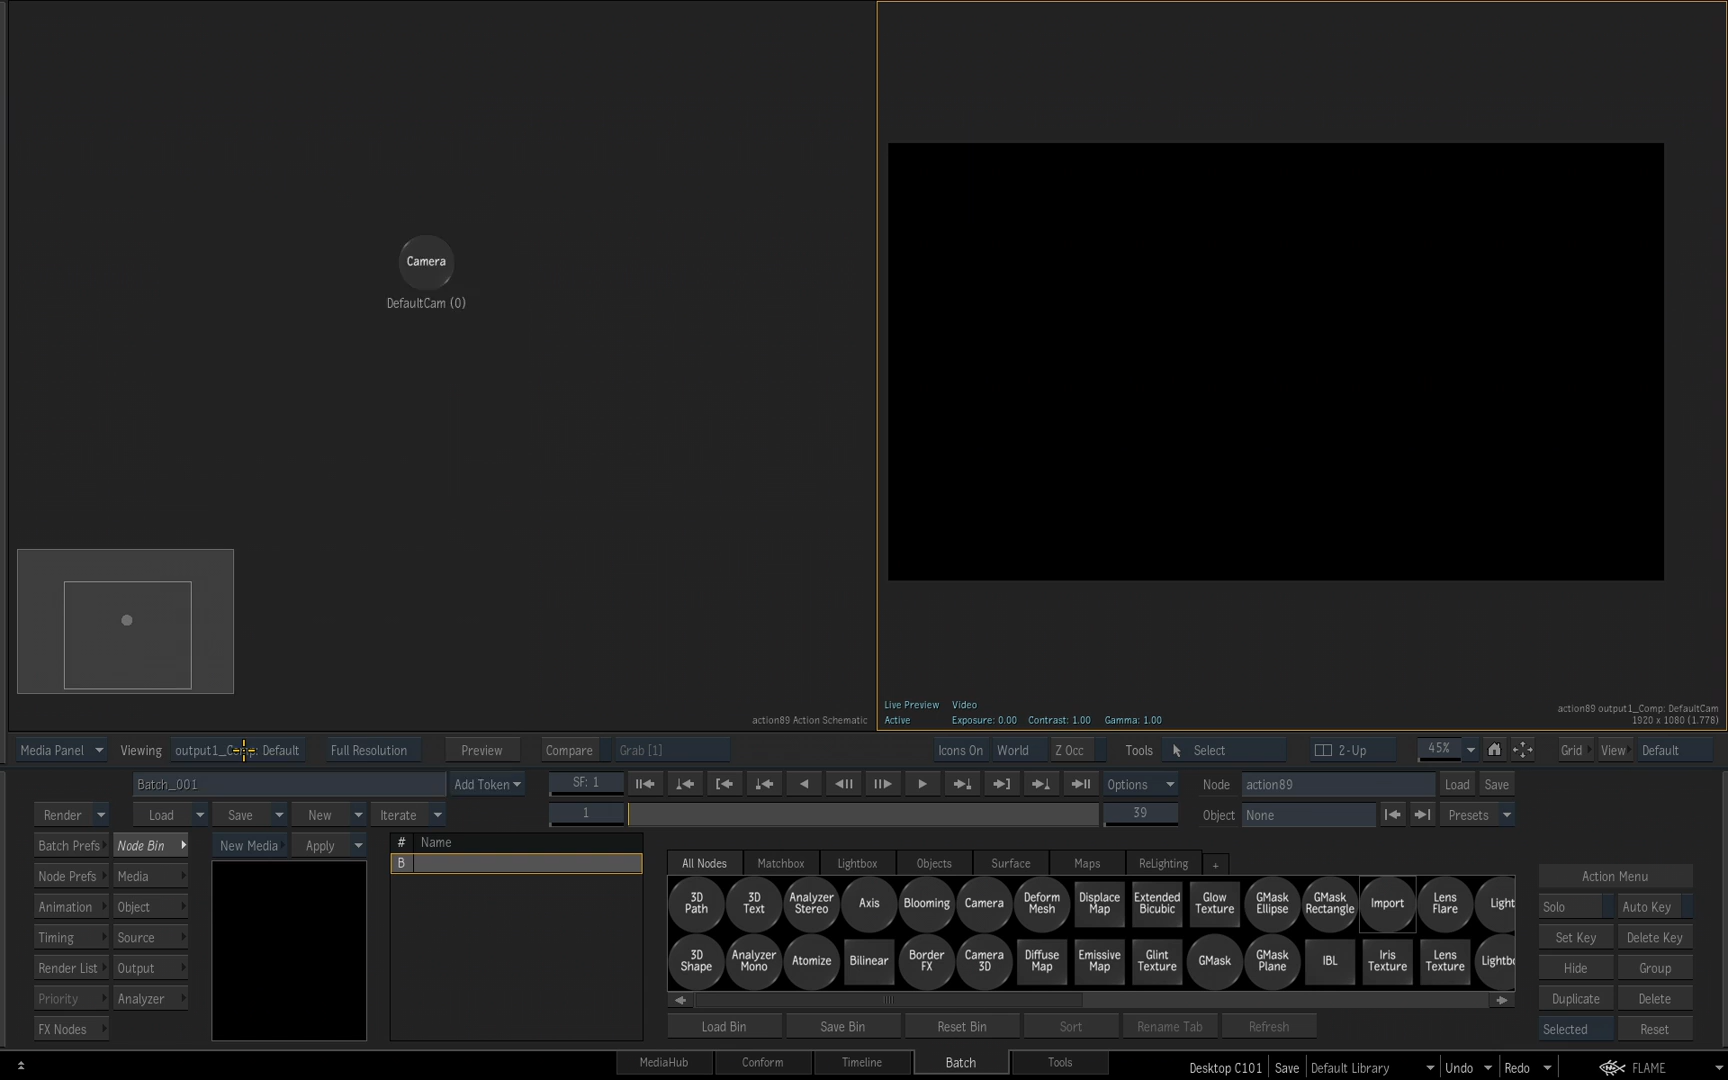 Camera
DefaultCam (0)
action89 Action Schematic
Live Preview Video
Active Exposure: 0.00 Contrast: 1.00 Gamma: 1.00
action89 output1_Comp: DefaultCam
1920 x 1080 (1.778)
Media Panel Viewing : Default Full Resolution Preview Compare Grab [1] Icons On World Z Occ Tools Select 2-Up 45% Grid View Default
Batch_001 Add Token SF: 1 Options Node action89 Load Save
Render Load Save New Iterate 1 39 Object None Presets
Batch Prefs Node Bin New Media Apply # Name
B
All Nodes Matchbox Lightbox Objects Surface Maps ReLighting +
Node Prefs Media
Animation Object
Timing Source
Render List Output
Priority Analyzer
FX Nodes
3D Path
3D Text
Analyzer Stereo
Axis
Blooming
Camera
Deform Mesh
Displace Map
Extended Bicubic
Glow Texture
GMask Ellipse
GMask Rectangle
Import
Lens Flare
Light
3D Shape
Analyzer Mono
Atomize
Bilinear
Border FX
Camera 3D
Diffuse Map
Emissive Map
Glint Texture
GMask
GMask Plane
IBL
Iris Texture
Lens Texture
Lightbo
Load Bin Save Bin Reset Bin Sort Rename Tab Refresh
Action Menu
Solo Auto Key
Set Key Delete Key
Hide Group
Duplicate Delete
Selected Reset
MediaHub Conform Timeline Batch Tools
Desktop C101 Save Default Library Undo Redo FLAME